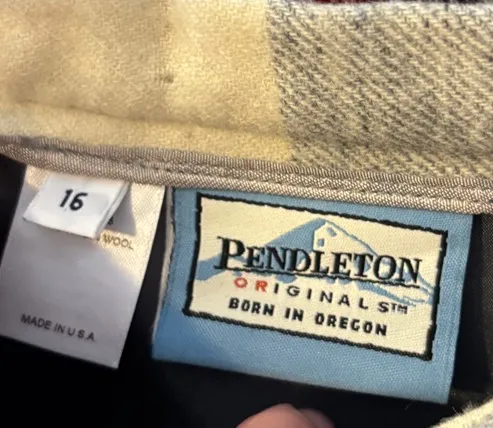 16
WOOL
MADE IN U.S.A.
PENDLETON
ORIGINALS™
BORN IN OREGON